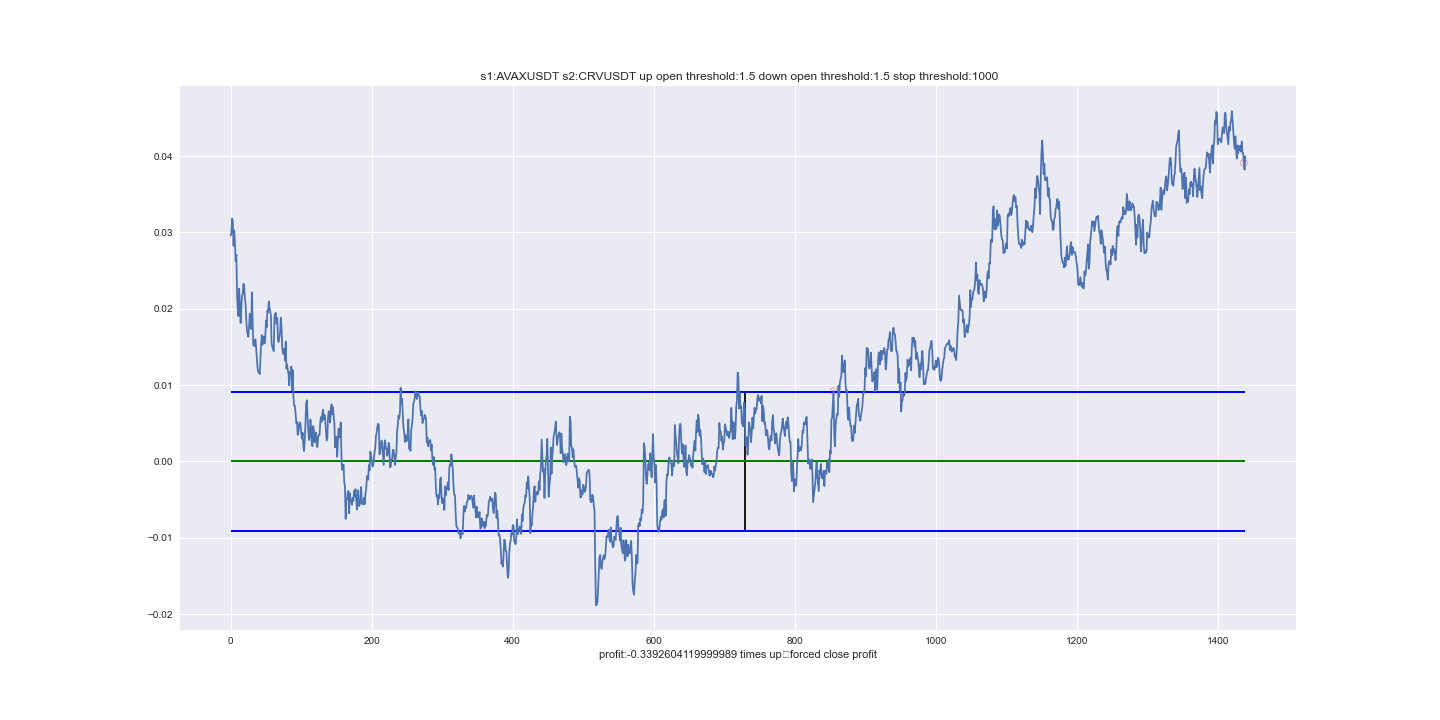 s1:AVAXUSDT s2:CRVUSDT up open threshold:1.5 down open threshold:1.5 stop threshold:1000
0.04
0.03
0.02
0.01
0.00
−0.01
−0.02
0 200 400 600 800 1000 1200 1400
profit:-0.3392604119999989 times up□forced close profit